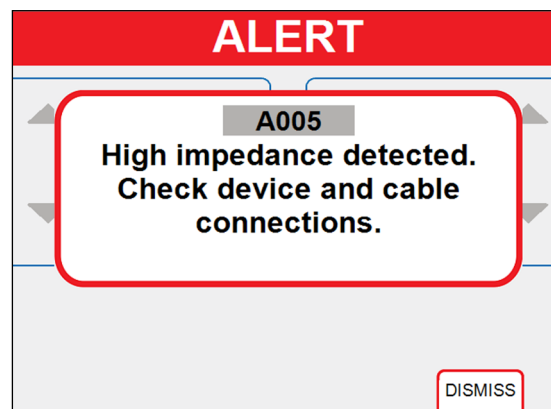 ALERT
A005
High impedance detected.
Check device and cable
connections.
DISMISS